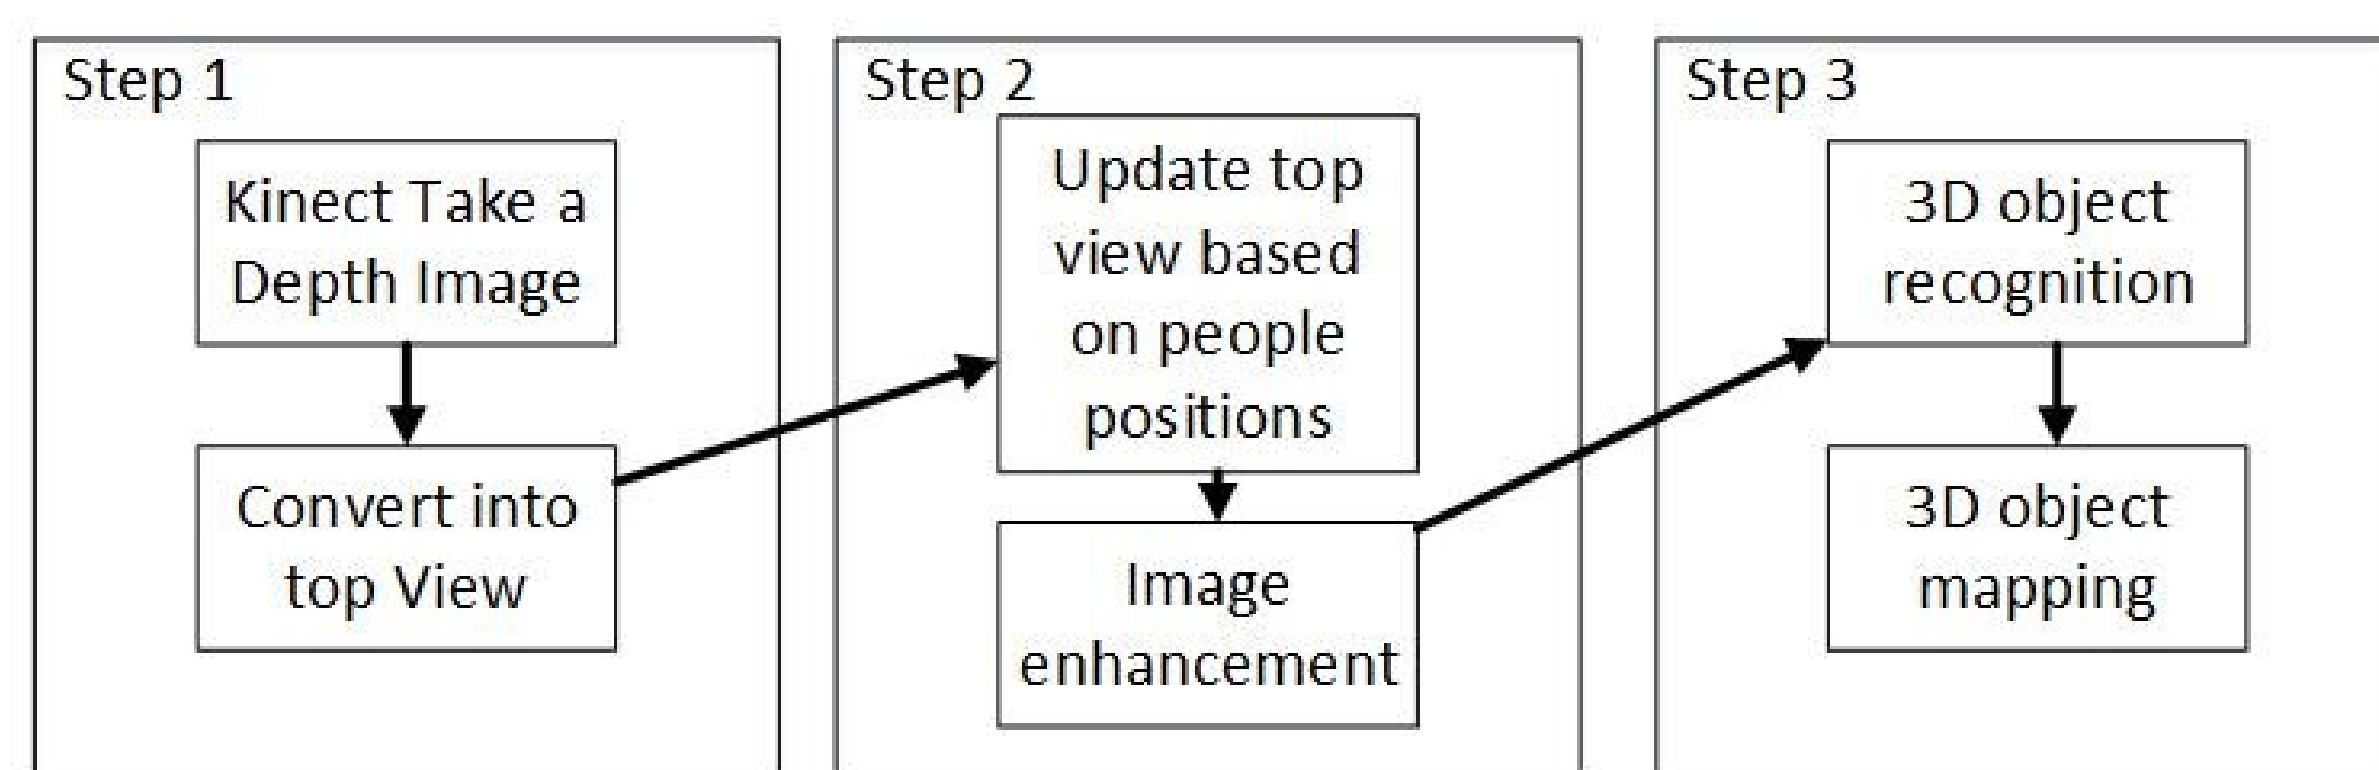 Step 1
Kinect Take a
Depth Image
Convert into
top View
Step 2
Update top
view based
on people
positions
Image
enhancement
Step 3
3D object
recognition
3D object
mapping